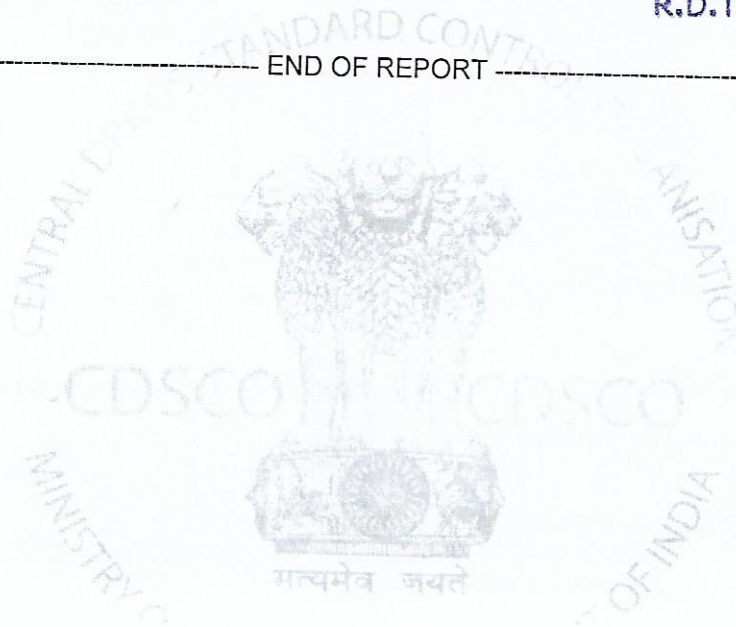 R.D.T
---------------------------- END OF REPORT ----------------------------
CENTRAL DRUGS STANDARD CONTROL ORGANISATION
CDSCO CDSCO
सत्यमेव जयते
MINISTRY
OF INDIA